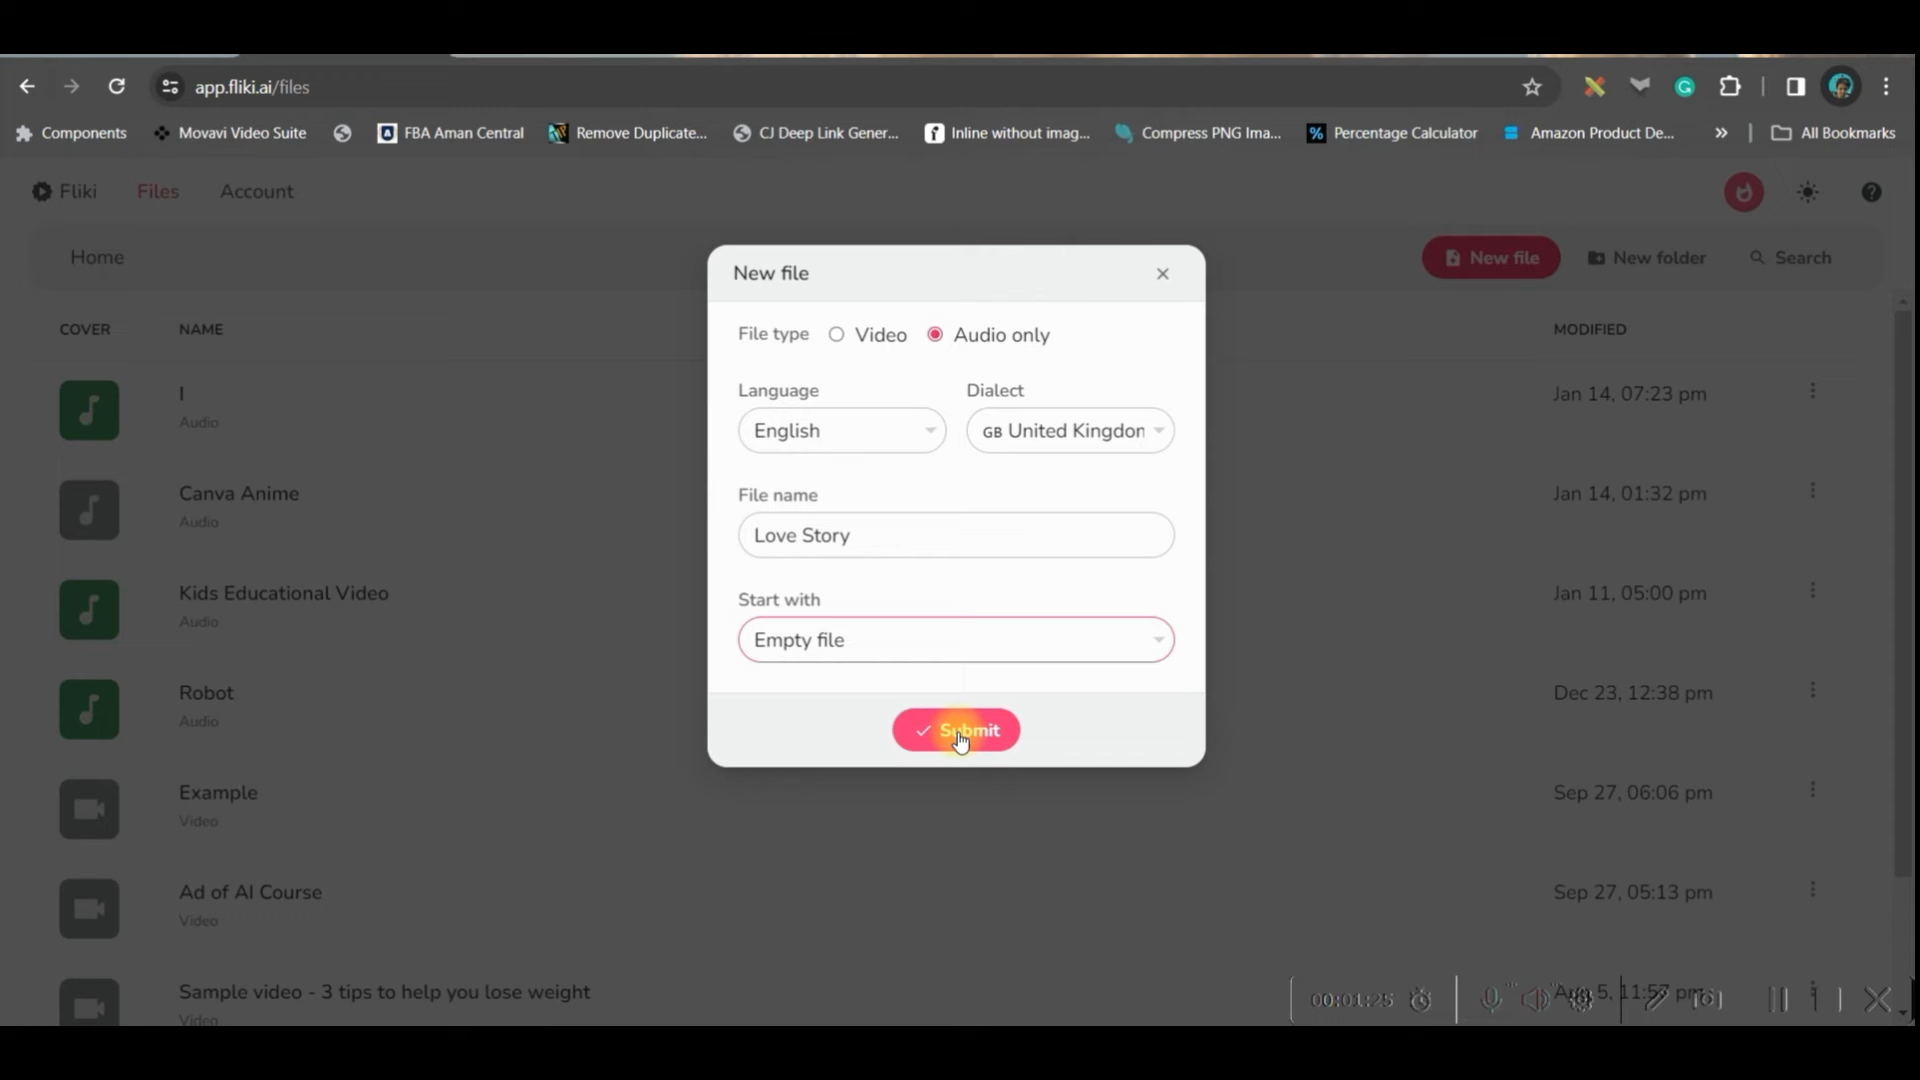 app.fliki.ai/files
Components Movavi Video Suite FBA Aman Central Remove Duplicate... CJ Deep Link Gener... Inline without imag... Compress PNG Ima... Percentage Calculator Amazon Product De... » All Bookmarks
Fliki Files Account
Home New file New folder Search
COVER NAME MODIFIED
I Jan 14, 07:23 pm
Audio
Canva Anime Jan 14, 01:32 pm
Audio
Kids Educational Video Jan 11, 05:00 pm
Audio
Robot Dec 23, 12:38 pm
Audio
Example Sep 27, 06:06 pm
Video
Ad of AI Course Sep 27, 05:13 pm
Video
Sample video - 3 tips to help you lose weight Aug 5, 11:57 pm
Video
New file
File type Video Audio only
Language Dialect
English GB United Kingdom
File name
Love Story
Start with
Empty file
Submit
00:01:25